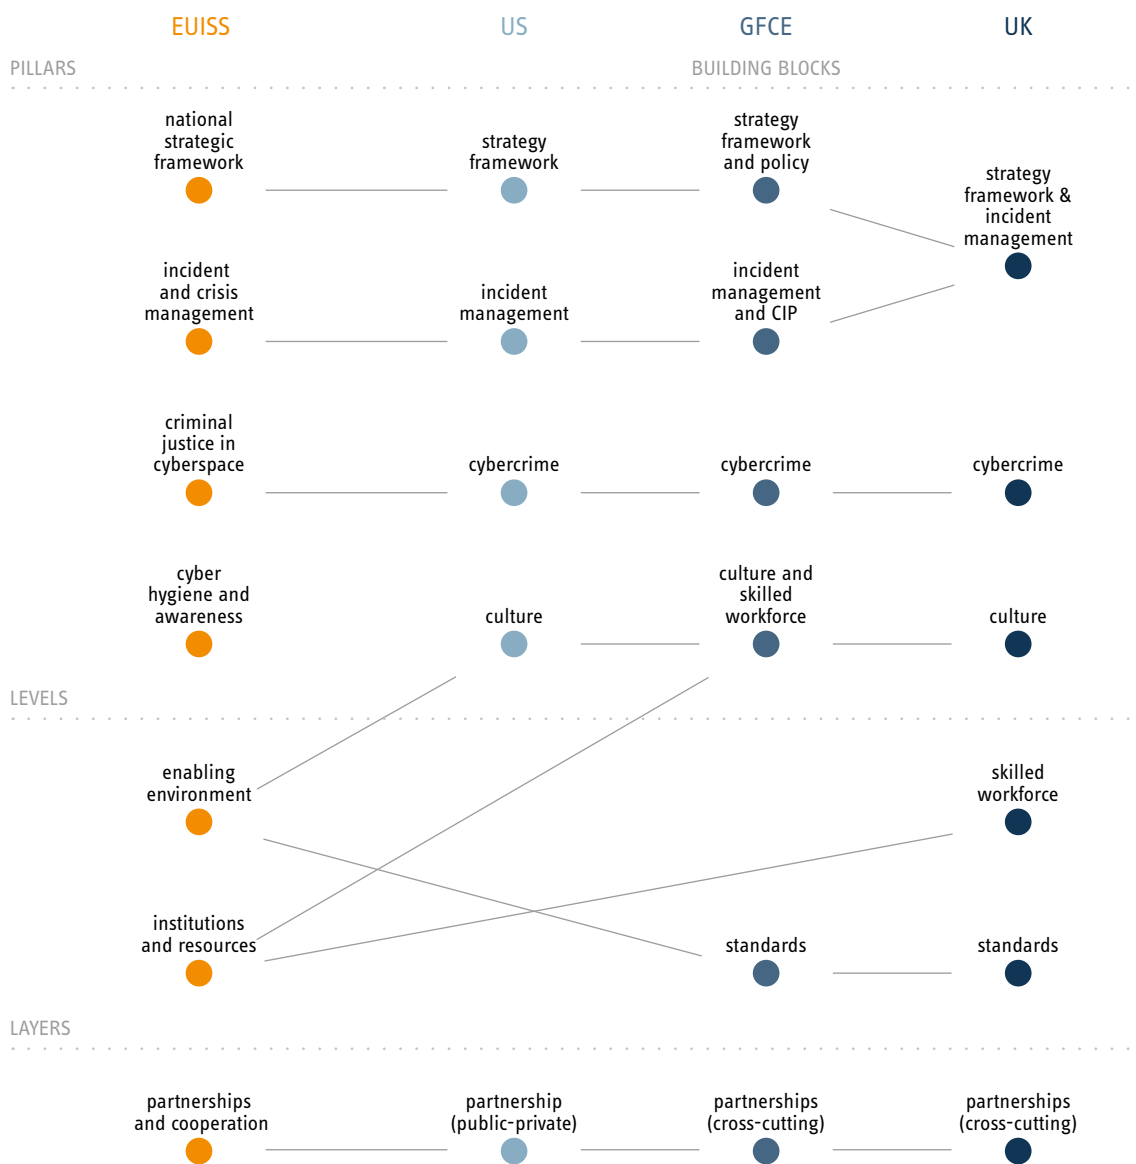 EUISS
US
GFCE
UK
PILLARS
BUILDING BLOCKS
national
strategic
framework
strategy
framework
strategy
framework
and policy
strategy
framework &
incident
management
incident
and crisis
management
incident
management
incident
management
and CIP
criminal
justice in
cyberspace
cybercrime
cybercrime
cybercrime
cyber
hygiene and
awareness
culture
culture and
skilled
workforce
culture
LEVELS
enabling
environment
skilled
workforce
institutions
and resources
standards
standards
LAYERS
partnerships
and cooperation
partnership
(public-private)
partnerships
(cross-cutting)
partnerships
(cross-cutting)